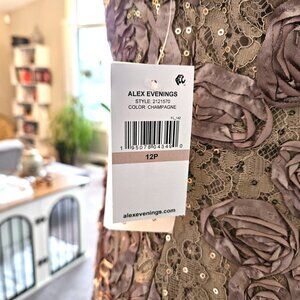 ALEX EVENINGS
STYLE: 2121570
COLOR: CHAMPAGNE
12P
alexevenings.com